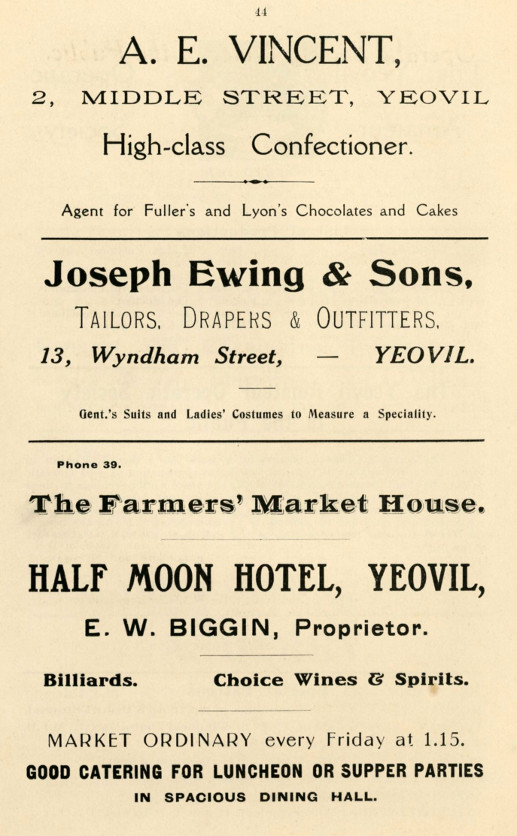 44
A. E. VINCENT,
2, MIDDLE STREET, YEOVIL
High-class Confectioner.
Agent for Fuller's and Lyon's Chocolates and Cakes
Joseph Ewing & Sons,
TAILORS, DRAPERS & OUTFITTERS,
13, Wyndham Street, — YEOVIL.
Gent.'s Suits and Ladies' Costumes to Measure a Speciality.
Phone 39.
The Farmers' Market House.
HALF MOON HOTEL, YEOVIL,
E. W. BIGGIN, Proprietor.
Billiards. Choice Wines & Spirits.
MARKET ORDINARY every Friday at 1.15.
GOOD CATERING FOR LUNCHEON OR SUPPER PARTIES
IN SPACIOUS DINING HALL.